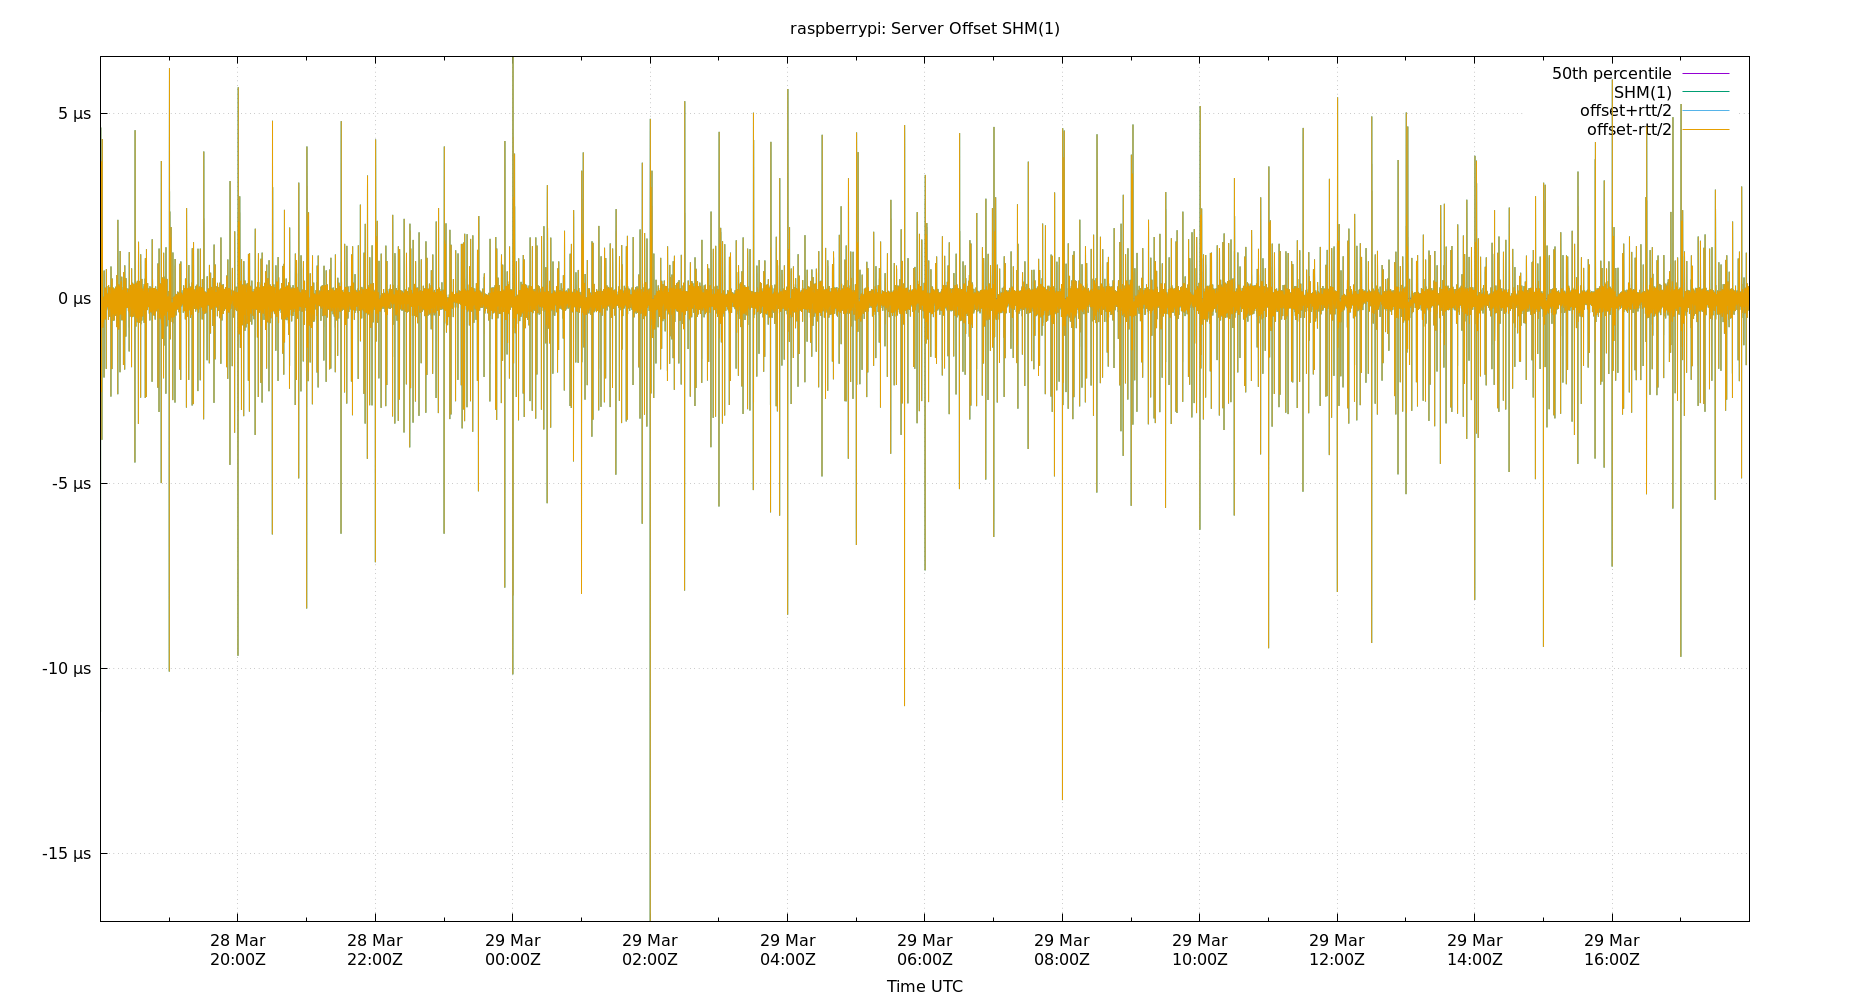 raspberrypi: Server Offset SHM(1)
50th percentile
SHM(1)
offset+rtt/2
offset-rtt/2
5 µs
0 µs
-5 µs
-10 µs
-15 µs
28 Mar 28 Mar 29 Mar 29 Mar 29 Mar 29 Mar 29 Mar 29 Mar 29 Mar 29 Mar 29 Mar
20:00Z 22:00Z 00:00Z 02:00Z 04:00Z 06:00Z 08:00Z 10:00Z 12:00Z 14:00Z 16:00Z
Time UTC